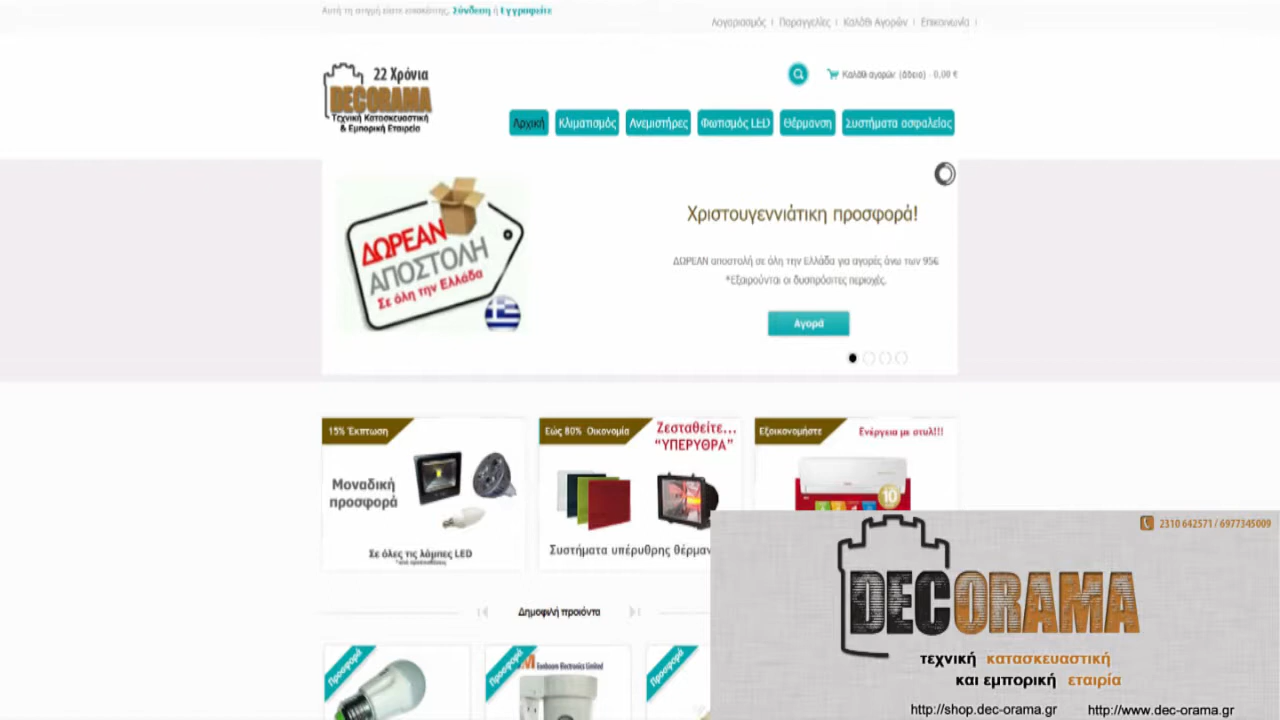 Αυτή τη στιγμή είστε επισκέπτης. Σύνδεση ή Εγγραφείτε
Λογαριασμός | Παραγγελίες | Καλάθι Αγορών | Επικοινωνία |
22 Χρόνια
DECORAMA
Τεχνική Κατασκευαστική
& Εμπορική Εταιρεία
Καλάθι αγορών (άδειο) - 0,00 €
Αρχική Κλιματισμός Ανεμιστήρες Φωτισμός LED Θέρμανση Συστήματα ασφαλείας
ΔΩΡΕΑΝ
ΑΠΟΣΤΟΛΗ
Σε όλη την Ελλάδα
Χριστουγεννιάτικη προσφορά!
ΔΩΡΕΑΝ αποστολή σε όλη την Ελλάδα για αγορές άνω των 95€
*Εξαιρούνται οι δυσπρόσιτες περιοχές.
Αγορά
15% Έκπτωση
Μοναδική
προσφορά
Σε όλες τις λάμπες LED
Εώς 80% Οικονομία
Ζεσταθείτε...
"ΥΠΕΡΥΘΡΑ"
Συστήματα υπέρυθρης θέρμαν
Εξοικονομήστε
Ενέργεια με στυλ!!!
10
Δημοφιλή προιόντα
Προσφορά
Προσφορά
Προσφορά
Electronics Limited
2310 642571 / 6977345009
DECORAMA
τεχνική κατασκευαστική
και εμπορική εταιρία
http://shop.dec-orama.gr http://www.dec-orama.gr